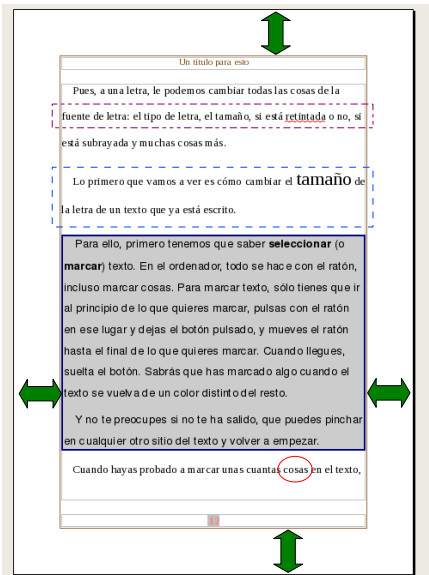 Un título para esto
Pues, a una letra, le podemos cambiar todas las cosas de la
fuente de letra: el tipo de letra, el tamaño, si está retintada o no, si
está subrayada y muchas cosas más.
Lo primero que vamos a ver es cómo cambiar el tamaño de
la letra de un texto que ya está escrito.
Para ello, primero tenemos que saber seleccionar (o
marcar) texto. En el ordenador, todo se hace con el ratón,
incluso marcar cosas. Para marcar texto, sólo tienes que ir
al principio de lo que quieres marcar, pulsas con el ratón
en ese lugar y dejas el botón pulsado, y mueves el ratón
hasta el final de lo que quieres marcar. Cuando llegues,
suelta el botón. Sabrás que has marcado algo cuando el
texto se vuelva de un color distinto del resto.
Y no te preocupes si no te ha salido, que puedes pinchar
en cualquier otro sitio del texto y volver a empezar.
Cuando hayas probado a marcar unas cuantas cosas en el texto,
12